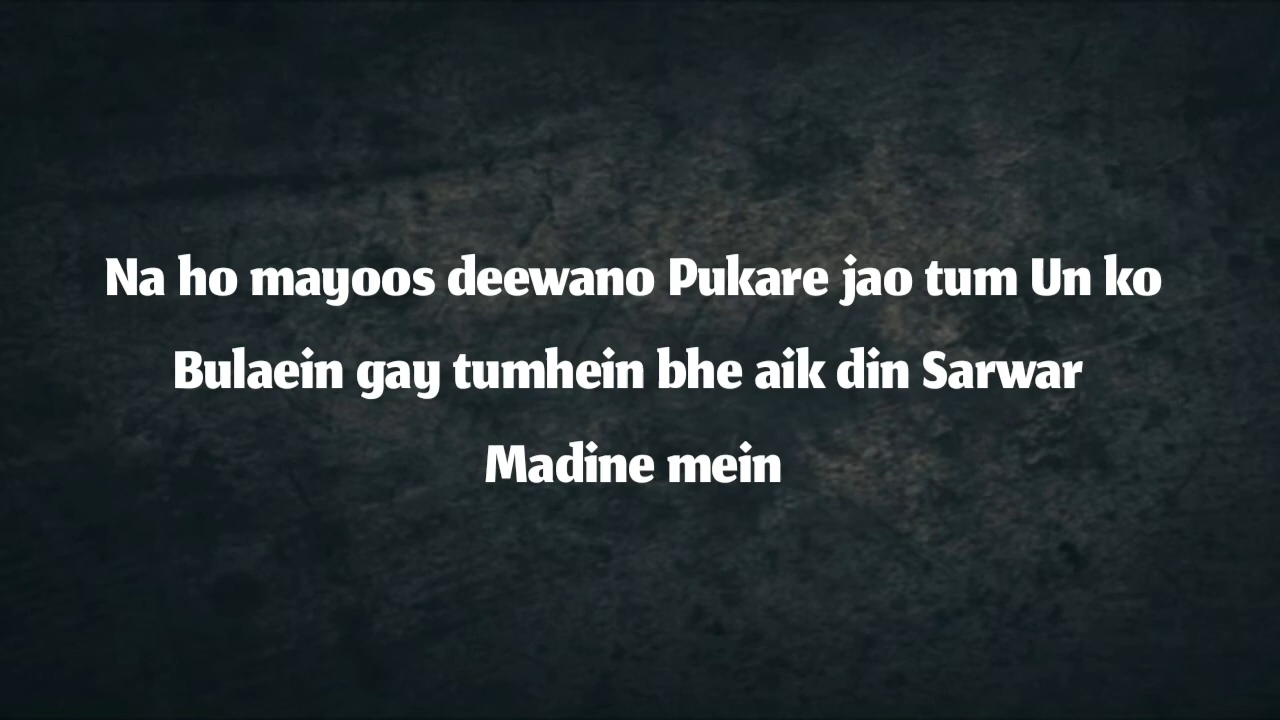 Na ho mayoos deewano Pukare jao tum Un ko
Bulaein gay tumhein bhe aik din Sarwar
Madine mein